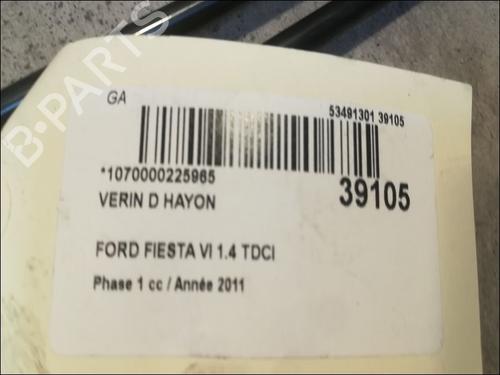 B-PARTS
GA
53491301 39105
*1070000225965
39105
VERIN D HAYON
FORD FIESTA VI 1.4 TDCI
Phase 1 cc / Année 2011